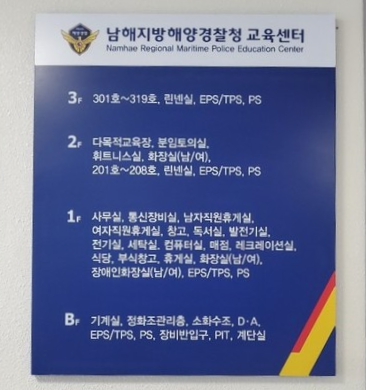 남해지방해양경찰청 교육센터
Namhae Regional Maritime Police Education Center
3F 301호~319호, 린넨실, EPS/TPS, PS
2F 다목적교육장, 분임토의실,
휘트니스실, 화장실(남/여),
201호~208호, 린넨실, EPS/TPS, PS
1F 사무실, 통신장비실, 남자직원휴게실,
여자직원휴게실, 창고, 독서실, 발전기실,
전기실, 세탁실, 컴퓨터실, 매점, 레크레이션실,
식당, 부식창고, 휴게실, 화장실(남/여),
장애인화장실(남/여), EPS/TPS, PS
BF 기계실, 정화조관리층, 소화수조, D·A,
EPS/TPS, PS, 장비반입구, PIT, 계단실